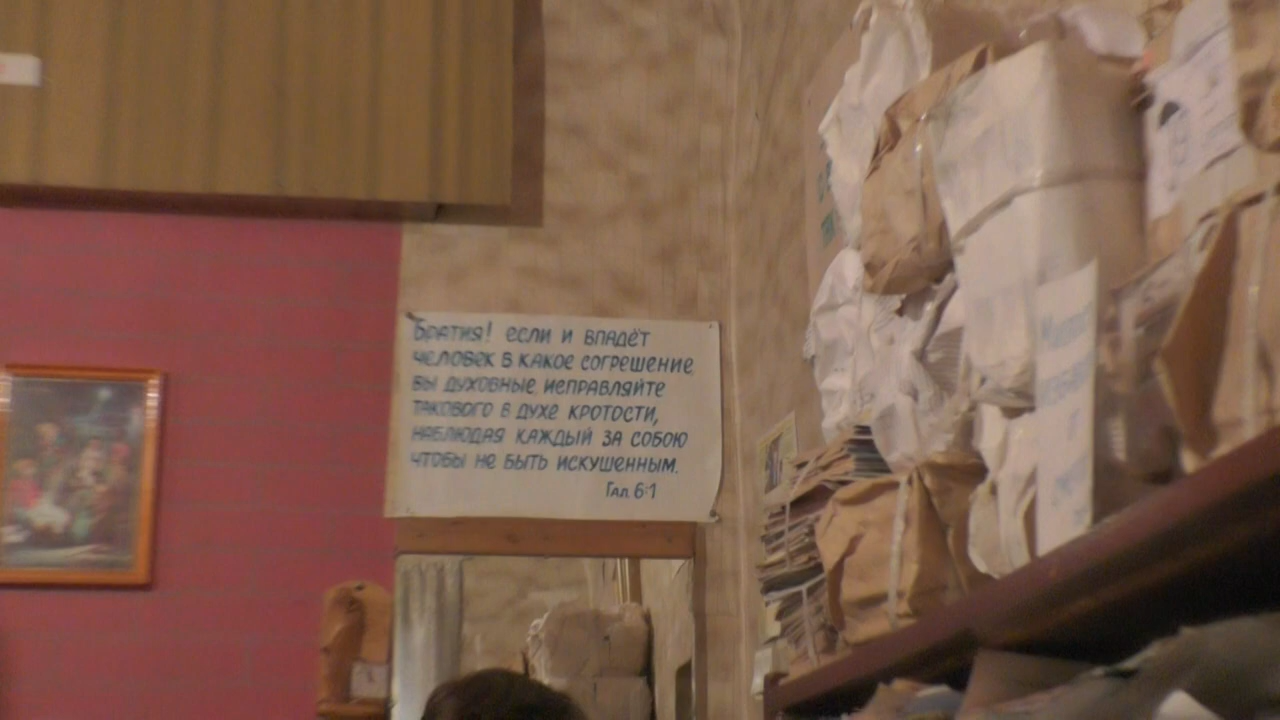 Братия! если и впадёт
человек в какое согрешение
вы духовные исправляйте
такового в духе кротости,
наблюдая каждый за собою
чтобы не быть искушенным.
Гал. 6:1